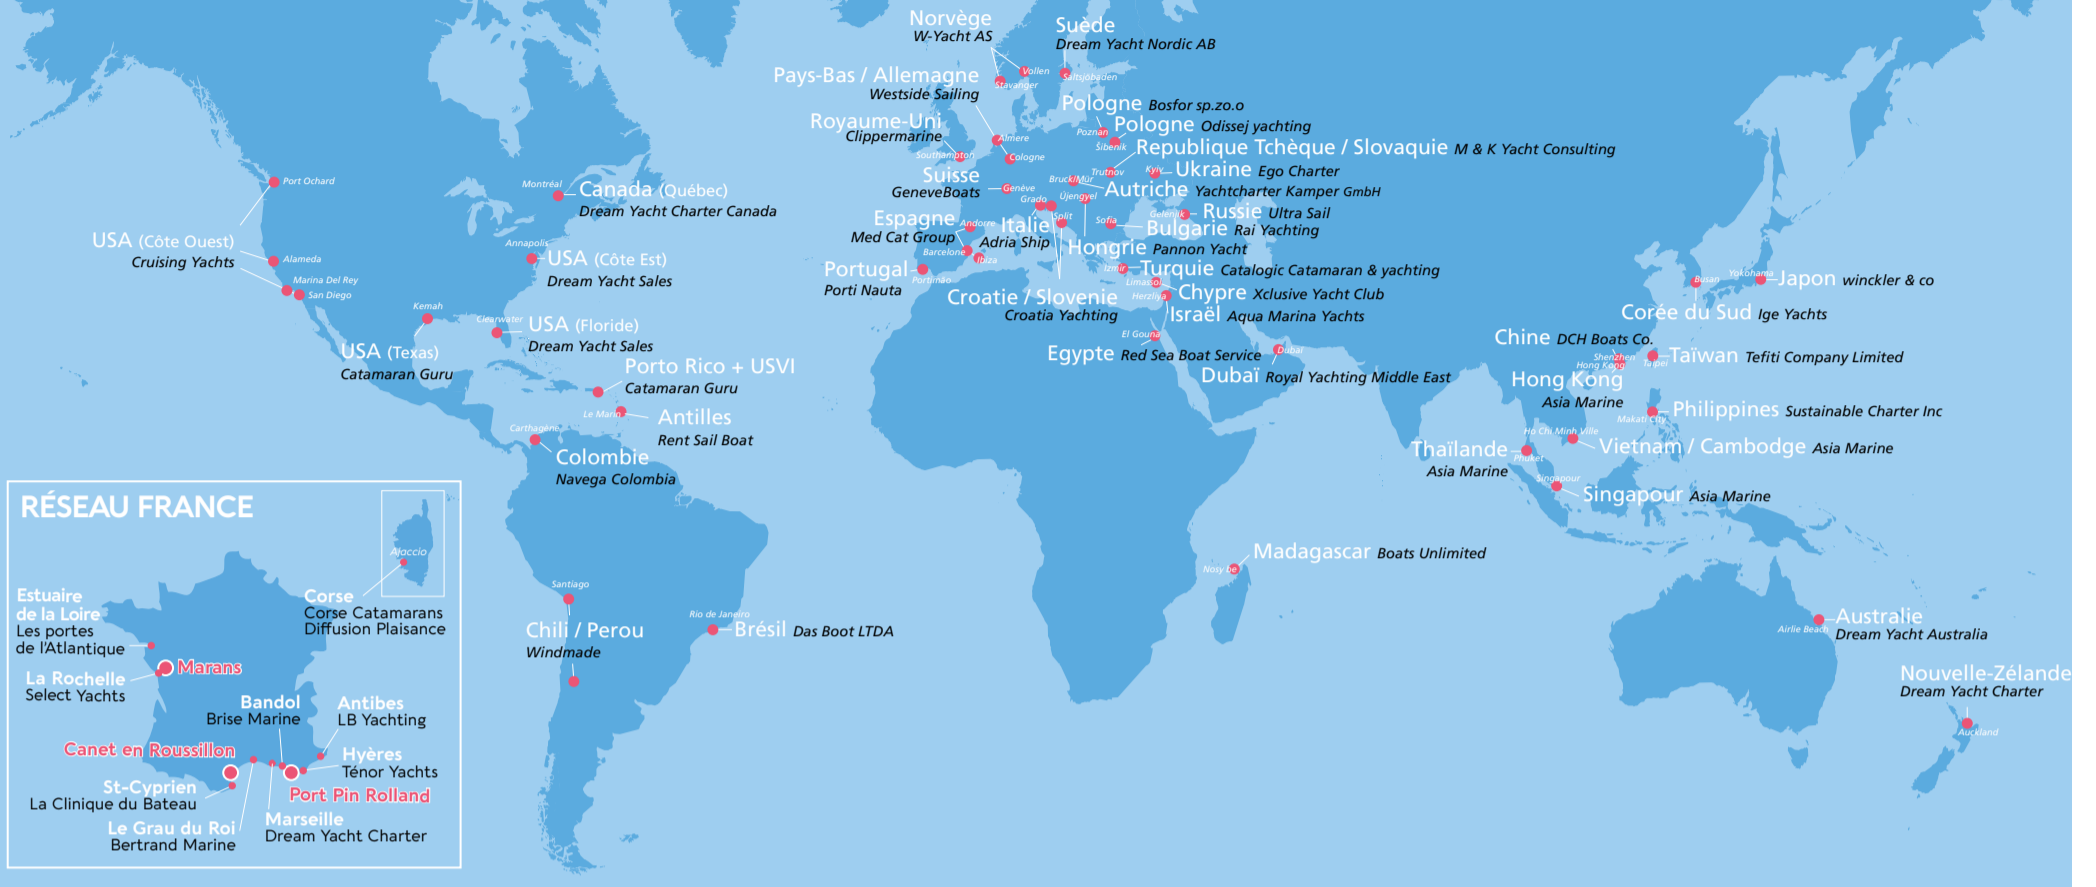 Norvège
W-Yacht AS
Vollen
Stavanger
Suède
Dream Yacht Nordic AB
Saltsjöbaden
Pays-Bas / Allemagne
Westside Sailing
Almere
Cologne
Royaume-Uni
Clippermarine
Southampton
Pologne Bosfor sp.zo.o
Poznań
Pologne Odissej yachting
Šibenik
Republique Tchèque / Slovaquie M & K Yacht Consulting
Trutnov
Kyiv
Ukraine Ego Charter
Suisse
GeneveBoats
Genève
Bruck/Mür
Autriche Yachtcharter Kamper GmbH
Újengyel
Grado
Split
Espagne
Med Cat Group
Andorre
Barcelone
Ibiza
Italie
Adria Ship
Gelenjik
Russie Ultra Sail
Sofia
Bulgarie Rai Yachting
Hongrie Pannon Yacht
Portugal
Porti Nauta
Portimão
Izmir
Turquie Catalogic Catamaran & yachting
Croatie / Slovenie
Croatia Yachting
Limassol
Chypre Xclusive Yacht Club
Herzliya
Israël Aqua Marina Yachts
El Gouna
Egypte Red Sea Boat Service
Dubaï
Dubaï Royal Yachting Middle East
Port Ochard
USA (Côte Ouest)
Cruising Yachts
Alameda
Marina Del Rey
San Diego
Montréal
Canada (Québec)
Dream Yacht Charter Canada
Annapolis
USA (Côte Est)
Dream Yacht Sales
Kemah
USA (Texas)
Catamaran Guru
Clearwater
USA (Floride)
Dream Yacht Sales
Porto Rico + USVI
Catamaran Guru
Le Marin
Antilles
Rent Sail Boat
Carthagène
Colombie
Navega Colombia
Santiago
Chili / Perou
Windmade
Rio de Janeiro
Brésil Das Boot LTDA
Nosy be
Madagascar Boats Unlimited
Busan
Corée du Sud Ige Yachts
Yokohama
Japon winckler & co
Chine DCH Boats Co.
Shenzhen
Hong Kong
Hong Kong
Asia Marine
Taipei
Taïwan Tefiti Company Limited
Makati City
Philippines Sustainable Charter Inc
Ho Chi Minh Ville
Vietnam / Cambodge Asia Marine
Thaïlande
Asia Marine
Phuket
Singapour
Singapour Asia Marine
Airlie Beach
Australie
Dream Yacht Australia
Nouvelle-Zélande
Dream Yacht Charter
Auckland
RÉSEAU FRANCE
Ajaccio
Corse
Corse Catamarans
Diffusion Plaisance
Estuaire
de la Loire
Les portes
de l'Atlantique
Marans
La Rochelle
Select Yachts
Bandol
Brise Marine
Antibes
LB Yachting
Canet en Roussillon
Hyères
Ténor Yachts
St-Cyprien
La Clinique du Bateau
Port Pin Rolland
Le Grau du Roi
Bertrand Marine
Marseille
Dream Yacht Charter